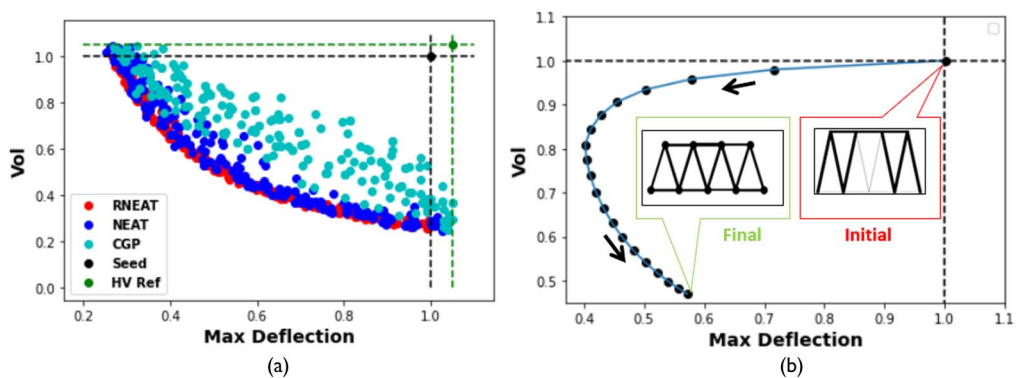 1.0
0.8
0.6
0.4
0.2
0.0
Vol
RNEAT
NEAT
CGP
Seed
HV Ref
0.2 0.4 0.6 0.8 1.0
Max Deflection
(a)
1.1
1.0
0.9
0.8
0.7
0.6
0.5
Vol
Final
Initial
0.4 0.5 0.6 0.7 0.8 0.9 1.0 1.1
Max Deflection
(b)